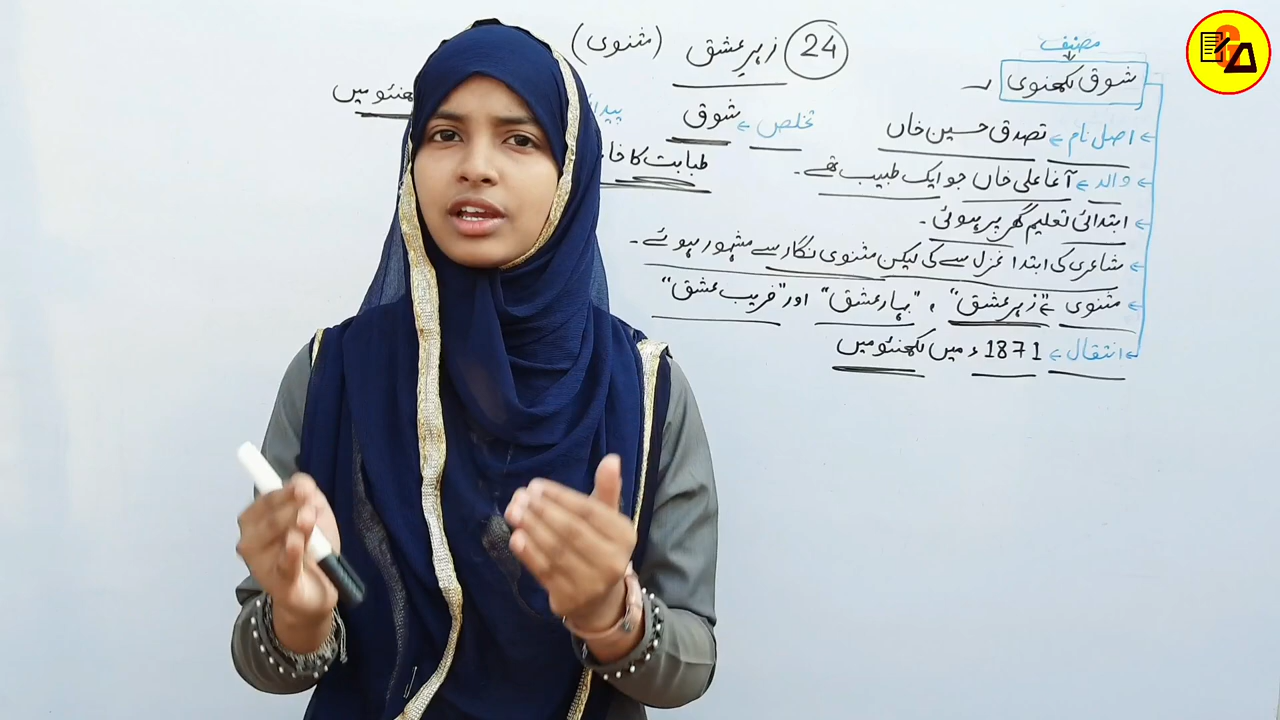 24 زہرِ عشق (مثنوی)
مصنف
شوق لکھنوی
اصل نام ← تصدق حسین خاں
تخلص ← شوق
لکھنؤ میں
والد ← آغا علی خاں جو ایک طبیب تھے۔
طبابت کا
ابتدائی تعلیم گھر پر ہوئی۔
شاعری کی ابتدا غزل سے کی لیکن مثنوی نگار سے مشہور ہوئے۔
مثنوی ← "زہرِ عشق"، "بہارِ عشق" اور "فریب عشق"
انتقال ← 1871ء میں لکھنئو میں